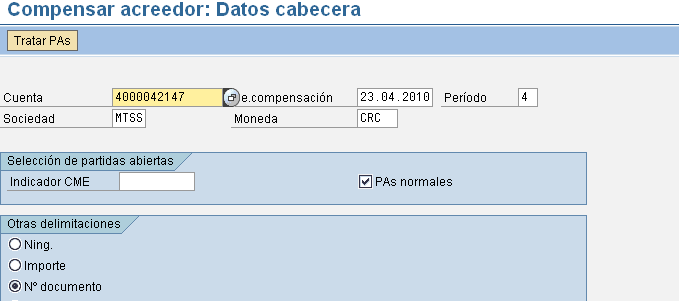 Compensar acreedor: Datos cabecera
Tratar PAs
Cuenta 4000042147 e.compensación 23.04.2010 Período 4
Sociedad MTSS Moneda CRC
Selección de partidas abiertas
Indicador CME PAs normales
Otras delimitaciones
Ning.
Importe
Nº documento